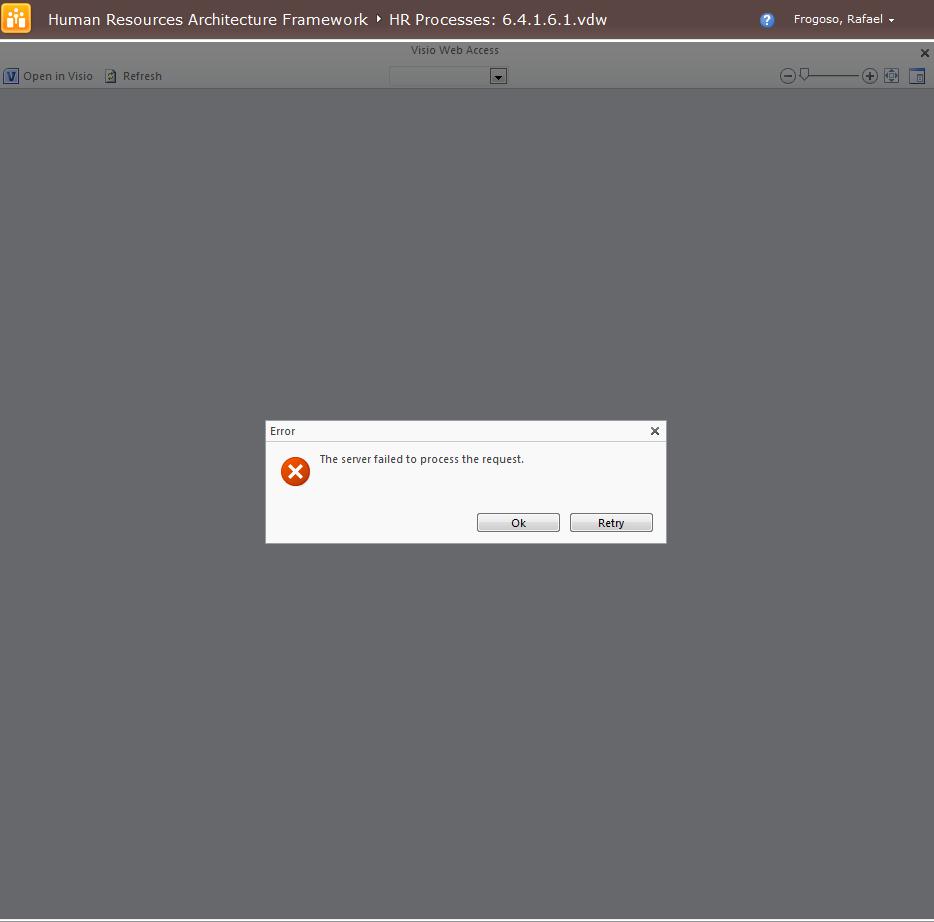 Human Resources Architecture Framework ▸ HR Processes: 6.4.1.6.1.vdw
? Frogoso, Rafael
Visio Web Access
V Open in Visio Refresh
Error
The server failed to process the request.
Ok Retry